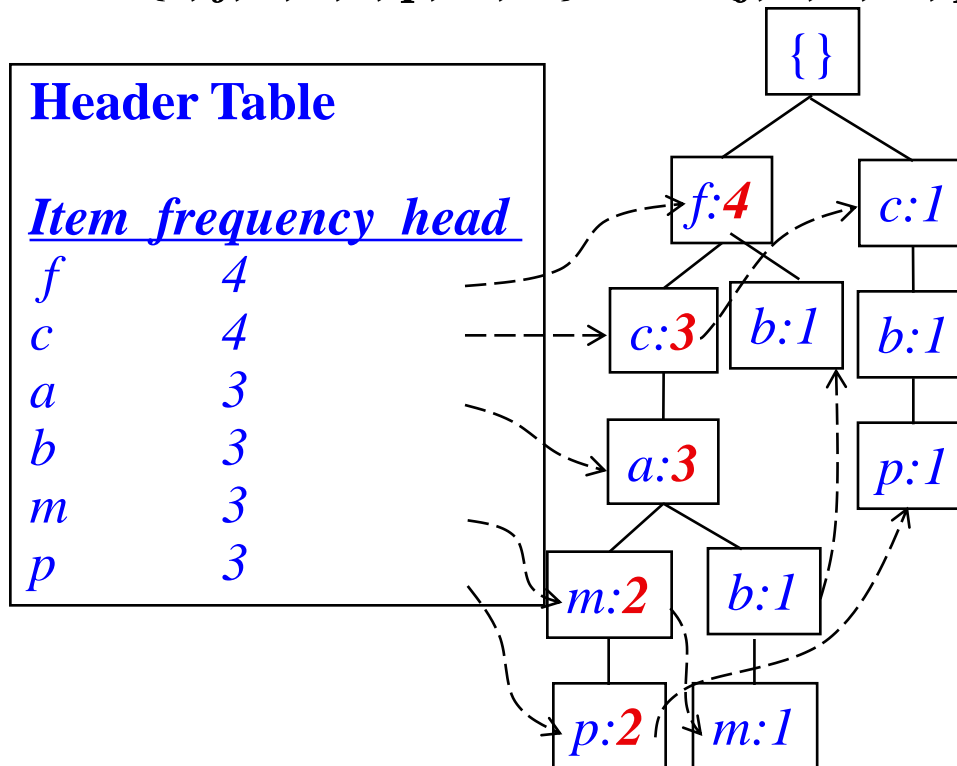 {}
Header Table
Item frequency head
f 4
c 4
a 3
b 3
m 3
p 3
f:4
c:1
c:3
b:1
b:1
a:3
p:1
m:2
b:1
p:2
m:1